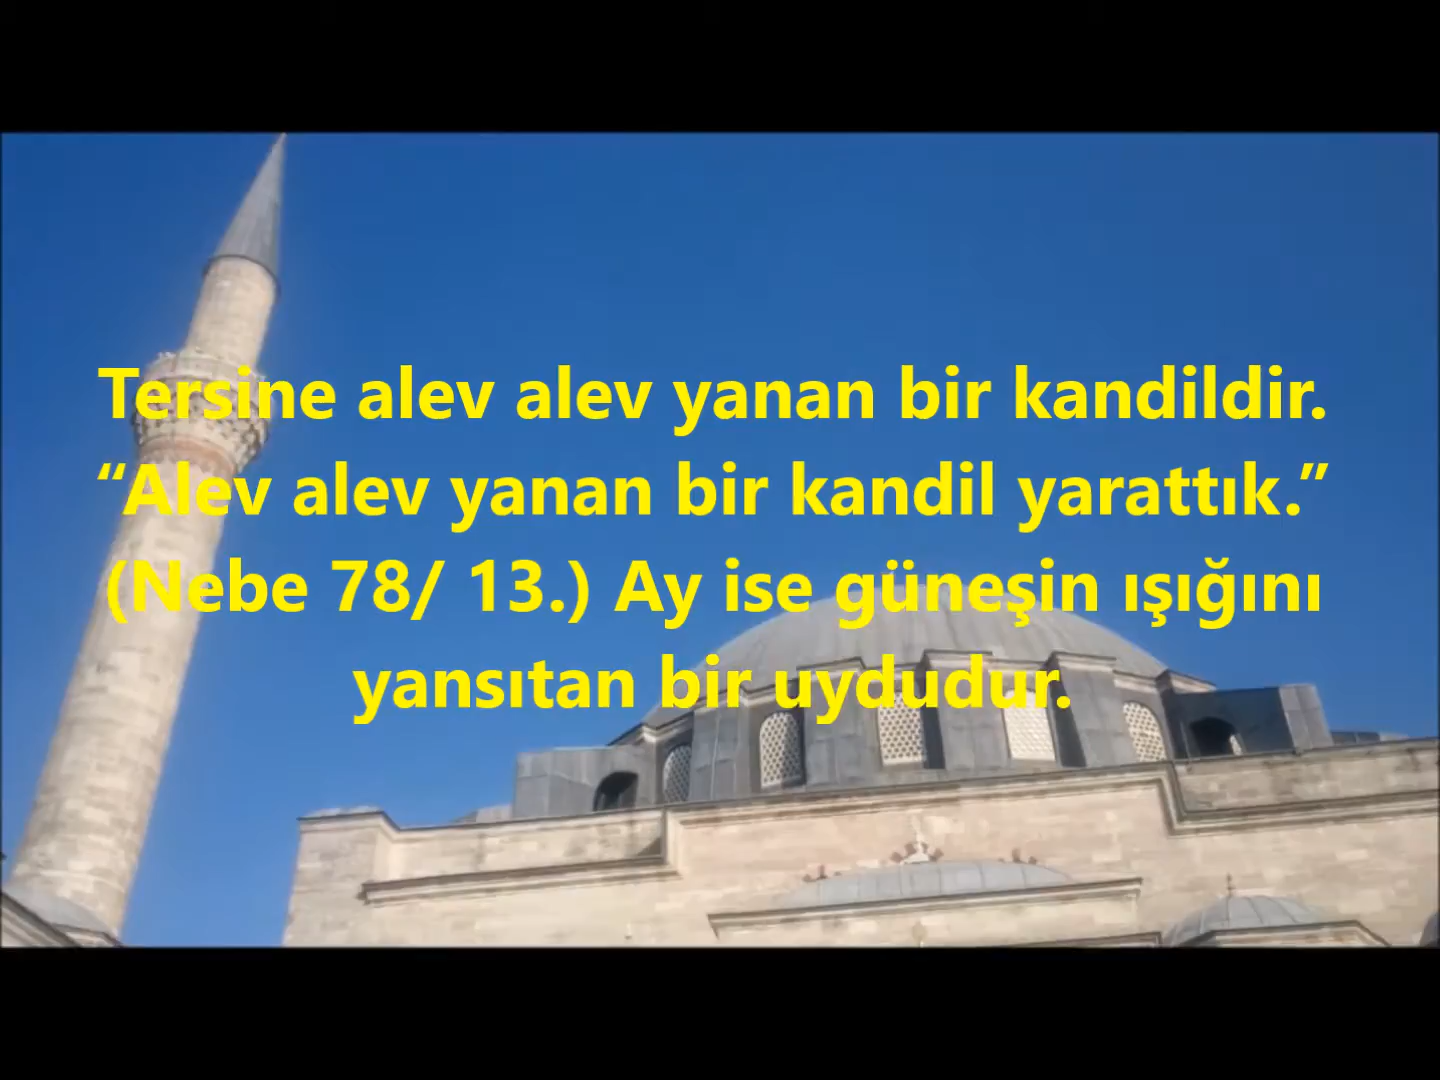 Tersine alev alev yanan bir kandildir.
“Alev alev yanan bir kandil yarattık.”
(Nebe 78/ 13.) Ay ise güneşin ışığını
yansıtan bir uydudur.